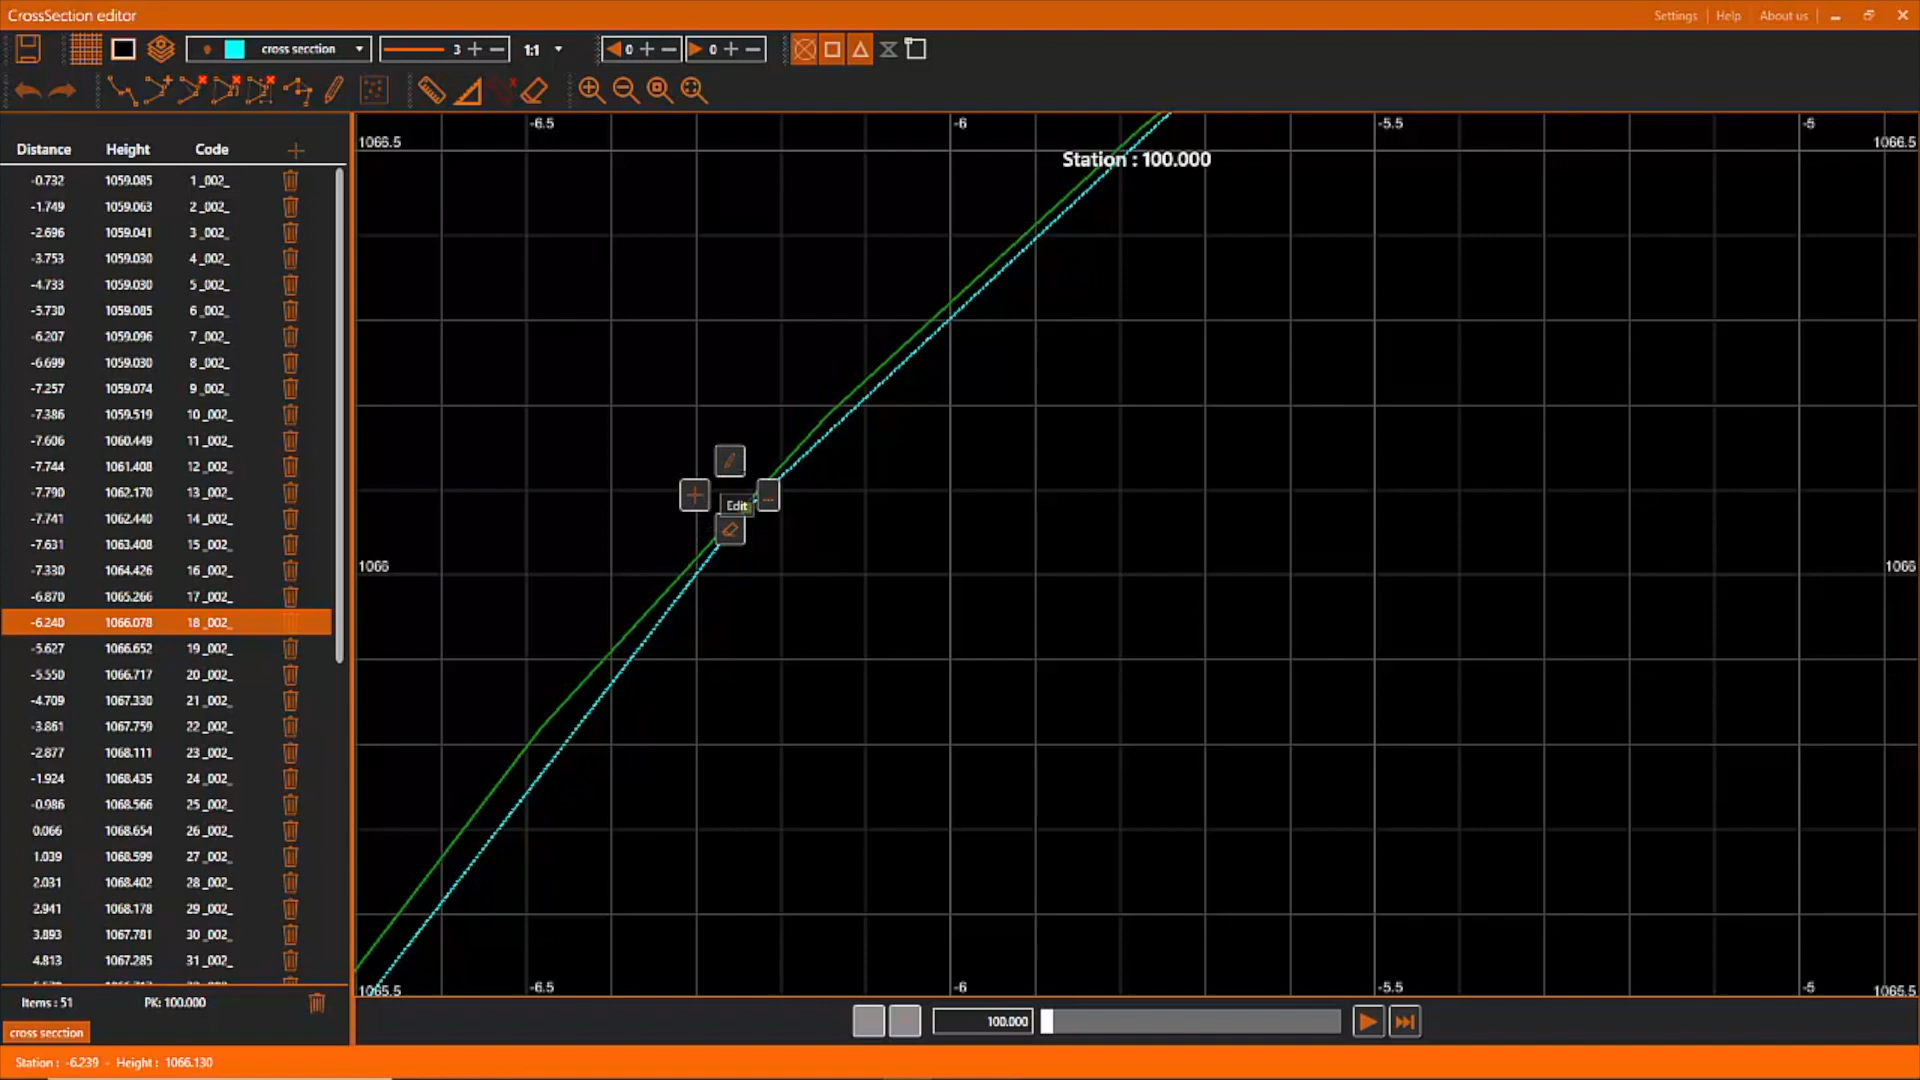 CrossSection editor
Settings | Help | About us
cross secction 3 1:1 0 0
Distance Height Code
-0.732 1059.085 1_002_
-1.749 1059.063 2_002_
-2.696 1059.041 3_002_
-3.753 1059.030 4_002_
-4.733 1059.030 5_002_
-5.730 1059.085 6_002_
-6.207 1059.096 7_002_
-6.699 1059.030 8_002_
-7.257 1059.074 9_002_
-7.386 1059.519 10_002_
-7.606 1060.449 11_002_
-7.744 1061.408 12_002_
-7.790 1062.170 13_002_
-7.741 1062.440 14_002_
-7.631 1063.408 15_002_
-7.330 1064.426 16_002_
-6.870 1065.266 17_002_
-6.240 1066.078 18_002_
-5.627 1066.652 19_002_
-5.550 1066.717 20_002_
-4.709 1067.330 21_002_
-3.861 1067.759 22_002_
-2.877 1068.111 23_002_
-1.924 1068.435 24_002_
-0.986 1068.566 25_002_
0.066 1068.654 26_002_
1.039 1068.599 27_002_
2.031 1068.402 28_002_
2.941 1068.178 29_002_
3.893 1067.781 30_002_
4.813 1067.285 31_002_
Items : 51 PK: 100.000
cross secction
-6.5 -6 -5.5 -5
1066.5 1066.5
Station : 100.000
Edit
...
1066 1066
1065.5 -6.5 -6 -5.5 -5 1065.5
100.000
Station : -6.239 - Height : 1066.130